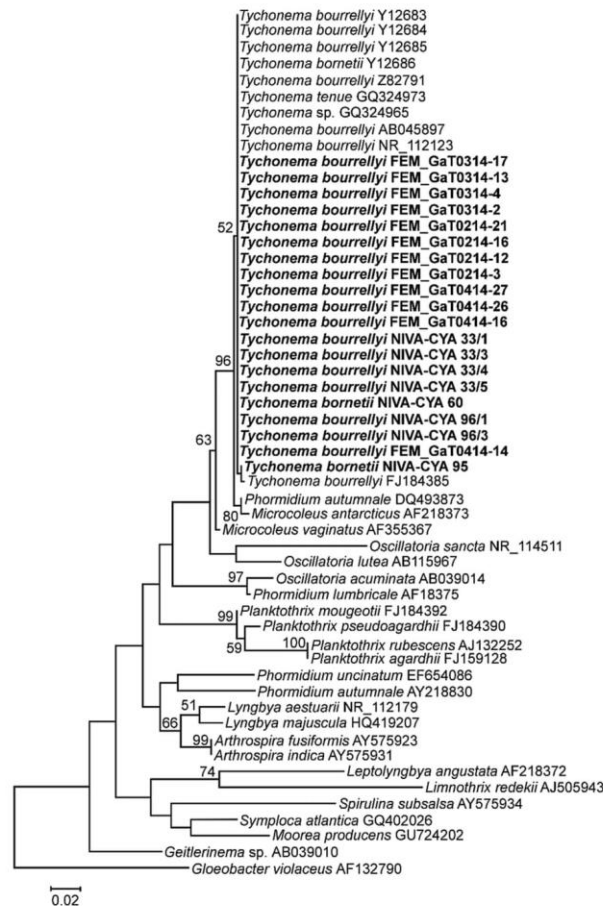 Tychonema bourrellyi Y12683
Tychonema bourrellyi Y12684
Tychonema bourrellyi Y12685
Tychonema bornetii Y12686
Tychonema bourrellyi Z82791
Tychonema tenue GQ324973
Tychonema sp. GQ324965
Tychonema bourrellyi AB045897
Tychonema bourrellyi NR_112123
Tychonema bourrellyi FEM_GaT0314-17
Tychonema bourrellyi FEM_GaT0314-13
Tychonema bourrellyi FEM_GaT0314-4
Tychonema bourrellyi FEM_GaT0314-2
52 Tychonema bourrellyi FEM_GaT0214-21
Tychonema bourrellyi FEM_GaT0214-16
Tychonema bourrellyi FEM_GaT0214-12
Tychonema bourrellyi FEM_GaT0214-3
Tychonema bourrellyi FEM_GaT0414-27
Tychonema bourrellyi FEM_GaT0414-26
Tychonema bourrellyi FEM_GaT0414-16
Tychonema bourrellyi NIVA-CYA 33/1
Tychonema bourrellyi NIVA-CYA 33/3
96 Tychonema bourrellyi NIVA-CYA 33/4
Tychonema bourrellyi NIVA-CYA 33/5
Tychonema bornetii NIVA-CYA 60
Tychonema bourrellyi NIVA-CYA 96/1
Tychonema bourrellyi NIVA-CYA 96/3
63 Tychonema bourrellyi FEM_GaT0414-14
Tychonema bornetii NIVA-CYA 95
Tychonema bourrellyi FJ184385
Phormidium autumnale DQ493873
80 Microcoleus antarcticus AF218373
Microcoleus vaginatus AF355367
Oscillatoria sancta NR_114511
Oscillatoria lutea AB115967
97 Oscillatoria acuminata AB039014
Phormidium lumbricale AF18375
99 Planktothrix mougeotii FJ184392
Planktothrix pseudoagardhii FJ184390
59 100 Planktothrix rubescens AJ132252
Planktothrix agardhii FJ159128
Phormidium uncinatum EF654086
Phormidium autumnale AY218830
51 Lyngbya aestuarii NR_112179
66 Lyngbya majuscula HQ419207
99 Arthrospira fusiformis AY575923
Arthrospira indica AY575931
74 Leptolyngbya angustata AF218372
Limnothrix redekii AJ505943
Spirulina subsalsa AY575934
Symploca atlantica GQ402026
Moorea producens GU724202
Geitlerinema sp. AB039010
Gloeobacter violaceus AF132790
0.02